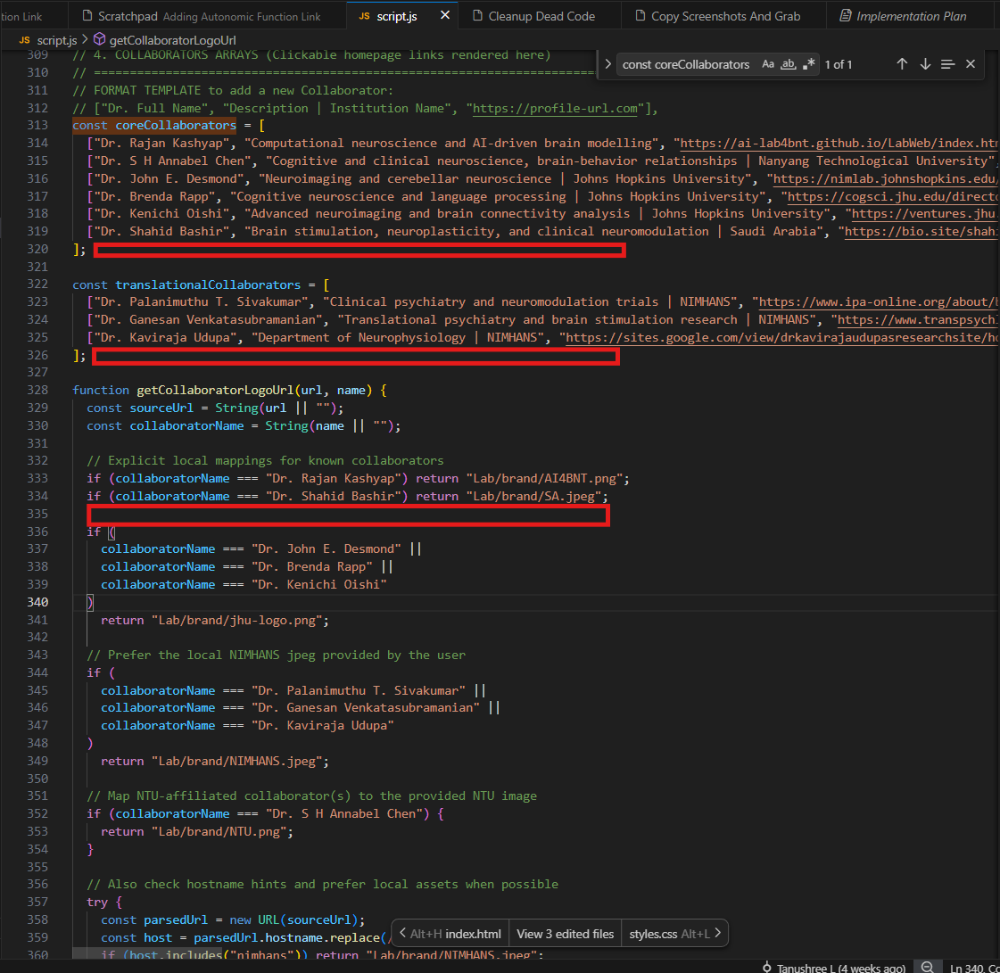 tion Link
Scratchpad Adding Autonomic Function Link
JS script.js
Cleanup Dead Code
Copy Screenshots And Grab
Implementation Plan
JS script.js > getCollaboratorLogoUrl
const coreCollaborators Aa ab .* 1 of 1
309 // 4. COLLABORATORS ARRAYS (Clickable homepage links rendered here)
310 // ======================================================================
311 // FORMAT TEMPLATE to add a new Collaborator:
312 // ["Dr. Full Name", "Description | Institution Name", "https://profile-url.com"],
313 const coreCollaborators = [
314 ["Dr. Rajan Kashyap", "Computational neuroscience and AI-driven brain modelling", "https://ai-lab4bnt.github.io/LabWeb/index.htm
315 ["Dr. S H Annabel Chen", "Cognitive and clinical neuroscience, brain-behavior relationships | Nanyang Technological University",
316 ["Dr. John E. Desmond", "Neuroimaging and cerebellar neuroscience | Johns Hopkins University", "https://nimlab.johnshopkins.edu/
317 ["Dr. Brenda Rapp", "Cognitive neuroscience and language processing | Johns Hopkins University", "https://cogsci.jhu.edu/directo
318 ["Dr. Kenichi Oishi", "Advanced neuroimaging and brain connectivity analysis | Johns Hopkins University", "https://ventures.jhu.
319 ["Dr. Shahid Bashir", "Brain stimulation, neuroplasticity, and clinical neuromodulation | Saudi Arabia", "https://bio.site/shahi
320 ];
321
322 const translationalCollaborators = [
323 ["Dr. Palanimuthu T. Sivakumar", "Clinical psychiatry and neuromodulation trials | NIMHANS", "https://www.ipa-online.org/about/b
324 ["Dr. Ganesan Venkatasubramanian", "Translational psychiatry and brain stimulation research | NIMHANS", "https://www.transpsych
325 ["Dr. Kaviraja Udupa", "Department of Neurophysiology | NIMHANS", "https://sites.google.com/view/drkavirajaudupasresearchsite/ho
326 ];
327
328 function getCollaboratorLogoUrl(url, name) {
329 const sourceUrl = String(url || "");
330 const collaboratorName = String(name || "");
331
332 // Explicit local mappings for known collaborators
333 if (collaboratorName === "Dr. Rajan Kashyap") return "Lab/brand/AI4BNT.png";
334 if (collaboratorName === "Dr. Shahid Bashir") return "Lab/brand/SA.jpeg";
335
336 if (
337 collaboratorName === "Dr. John E. Desmond" ||
338 collaboratorName === "Dr. Brenda Rapp" ||
339 collaboratorName === "Dr. Kenichi Oishi"
340 )
341 return "Lab/brand/jhu-logo.png";
342
343 // Prefer the local NIMHANS jpeg provided by the user
344 if (
345 collaboratorName === "Dr. Palanimuthu T. Sivakumar" ||
346 collaboratorName === "Dr. Ganesan Venkatasubramanian" ||
347 collaboratorName === "Dr. Kaviraja Udupa"
348 )
349 return "Lab/brand/NIMHANS.jpeg";
350
351 // Map NTU-affiliated collaborator(s) to the provided NTU image
352 if (collaboratorName === "Dr. S H Annabel Chen") {
353 return "Lab/brand/NTU.png";
354 }
355
356 // Also check hostname hints and prefer local assets when possible
357 try {
358 const parsedUrl = new URL(sourceUrl);
359 const host = parsedUrl.hostname.replace(/
360 if (host.includes("nimhans")) return "Lab/brand/NIMHANS.jpeg";
< Alt+H index.html View 3 edited files styles.css Alt+L >
Tanushree L (4 weeks ago) Ln 340, Co